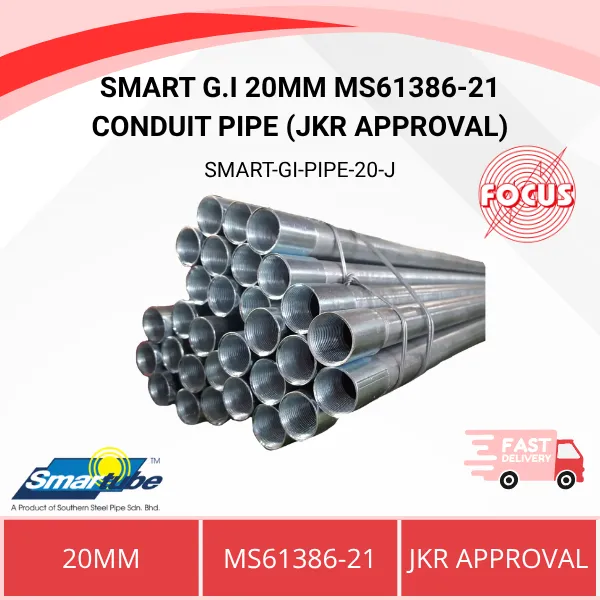 SMART G.I 20MM MS61386-21
CONDUIT PIPE (JKR APPROVAL)
SMART-GI-PIPE-20-J
FOCUS
Smartube
TM
A Product of Southern Steel Pipe Sdn. Bhd.
FAST
DELIVERY
20MM
MS61386-21
JKR APPROVAL